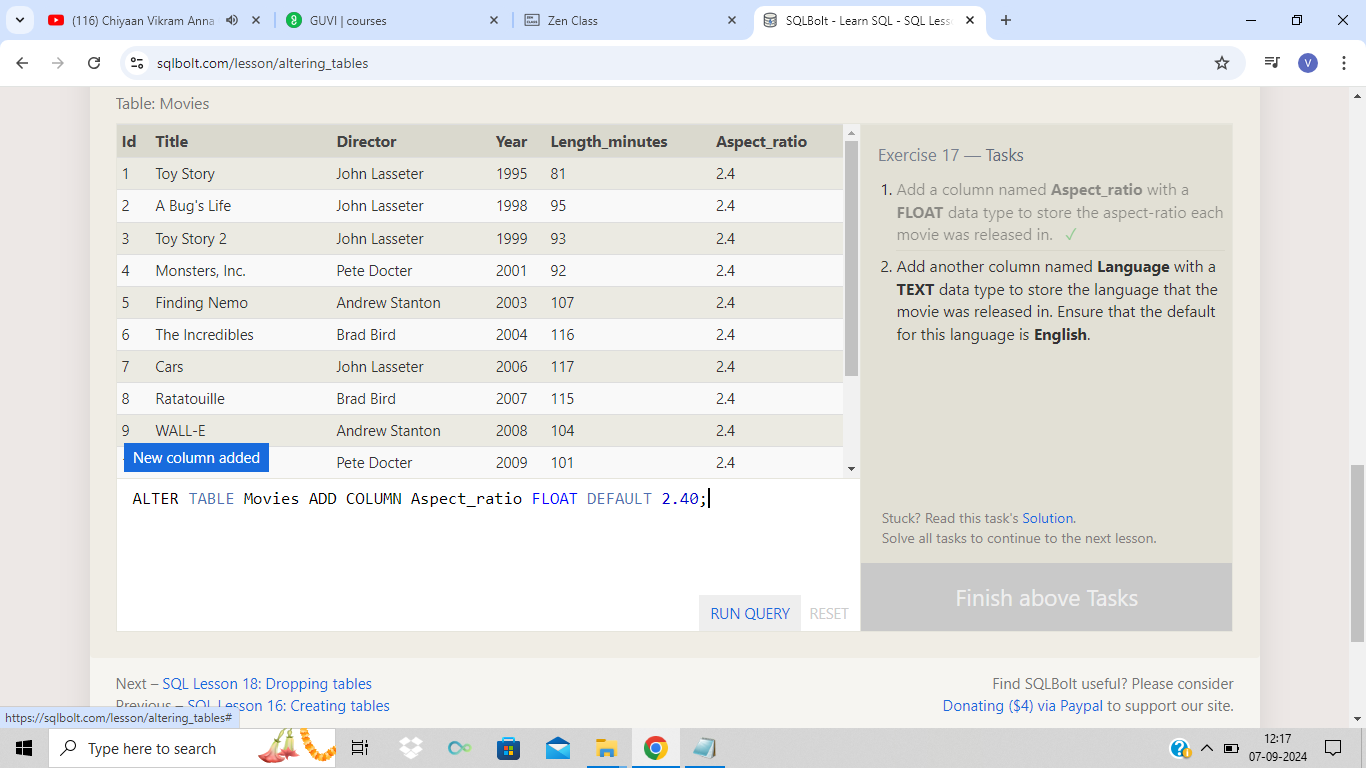 (116) Chiyaan Vikram Anna
GUVI | courses
Zen Class
SQLBolt - Learn SQL - SQL Less
sqlbolt.com/lesson/altering_tables
V
Table: Movies
Id Title Director Year Length_minutes Aspect_ratio
1 Toy Story John Lasseter 1995 81 2.4
2 A Bug's Life John Lasseter 1998 95 2.4
3 Toy Story 2 John Lasseter 1999 93 2.4
4 Monsters, Inc. Pete Docter 2001 92 2.4
5 Finding Nemo Andrew Stanton 2003 107 2.4
6 The Incredibles Brad Bird 2004 116 2.4
7 Cars John Lasseter 2006 117 2.4
8 Ratatouille Brad Bird 2007 115 2.4
9 WALL-E Andrew Stanton 2008 104 2.4
Pete Docter 2009 101 2.4
New column added
ALTER TABLE Movies ADD COLUMN Aspect_ratio FLOAT DEFAULT 2.40;
RUN QUERY RESET
Exercise 17 — Tasks
1. Add a column named Aspect_ratio with a
FLOAT data type to store the aspect-ratio each
movie was released in. ✓
2. Add another column named Language with a
TEXT data type to store the language that the
movie was released in. Ensure that the default
for this language is English.
Stuck? Read this task's Solution.
Solve all tasks to continue to the next lesson.
Finish above Tasks
Next – SQL Lesson 18: Dropping tables
Previous – SQL Lesson 16: Creating tables
Find SQLBolt useful? Please consider
Donating ($4) via Paypal to support our site.
https://sqlbolt.com/lesson/altering_tables#
Type here to search
12:17
07-09-2024